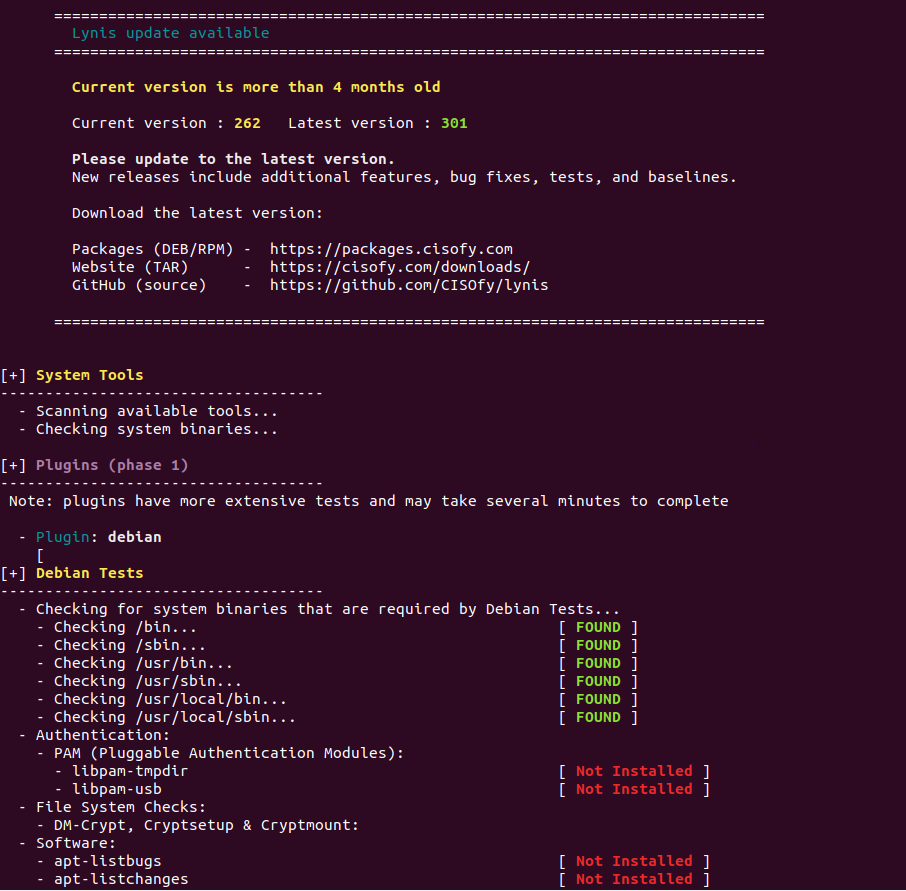 ===============================================================================
Lynis update available
===============================================================================
Current version is more than 4 months old
Current version : 262   Latest version : 301
Please update to the latest version.
New releases include additional features, bug fixes, tests, and baselines.
Download the latest version:
Packages (DEB/RPM) -  https://packages.cisofy.com
Website (TAR)      -  https://cisofy.com/downloads/
GitHub (source)    -  https://github.com/CISOfy/lynis
===============================================================================
[+] System Tools
------------------------------------
- Scanning available tools...
- Checking system binaries...
[+] Plugins (phase 1)
------------------------------------
Note: plugins have more extensive tests and may take several minutes to complete
- Plugin: debian
[
[+] Debian Tests
------------------------------------
- Checking for system binaries that are required by Debian Tests...
- Checking /bin... [ FOUND ]
- Checking /sbin... [ FOUND ]
- Checking /usr/bin... [ FOUND ]
- Checking /usr/sbin... [ FOUND ]
- Checking /usr/local/bin... [ FOUND ]
- Checking /usr/local/sbin... [ FOUND ]
- Authentication:
- PAM (Pluggable Authentication Modules):
- libpam-tmpdir [ Not Installed ]
- libpam-usb [ Not Installed ]
- File System Checks:
- DM-Crypt, Cryptsetup & Cryptmount:
- Software:
- apt-listbugs [ Not Installed ]
- apt-listchanges [ Not Installed ]